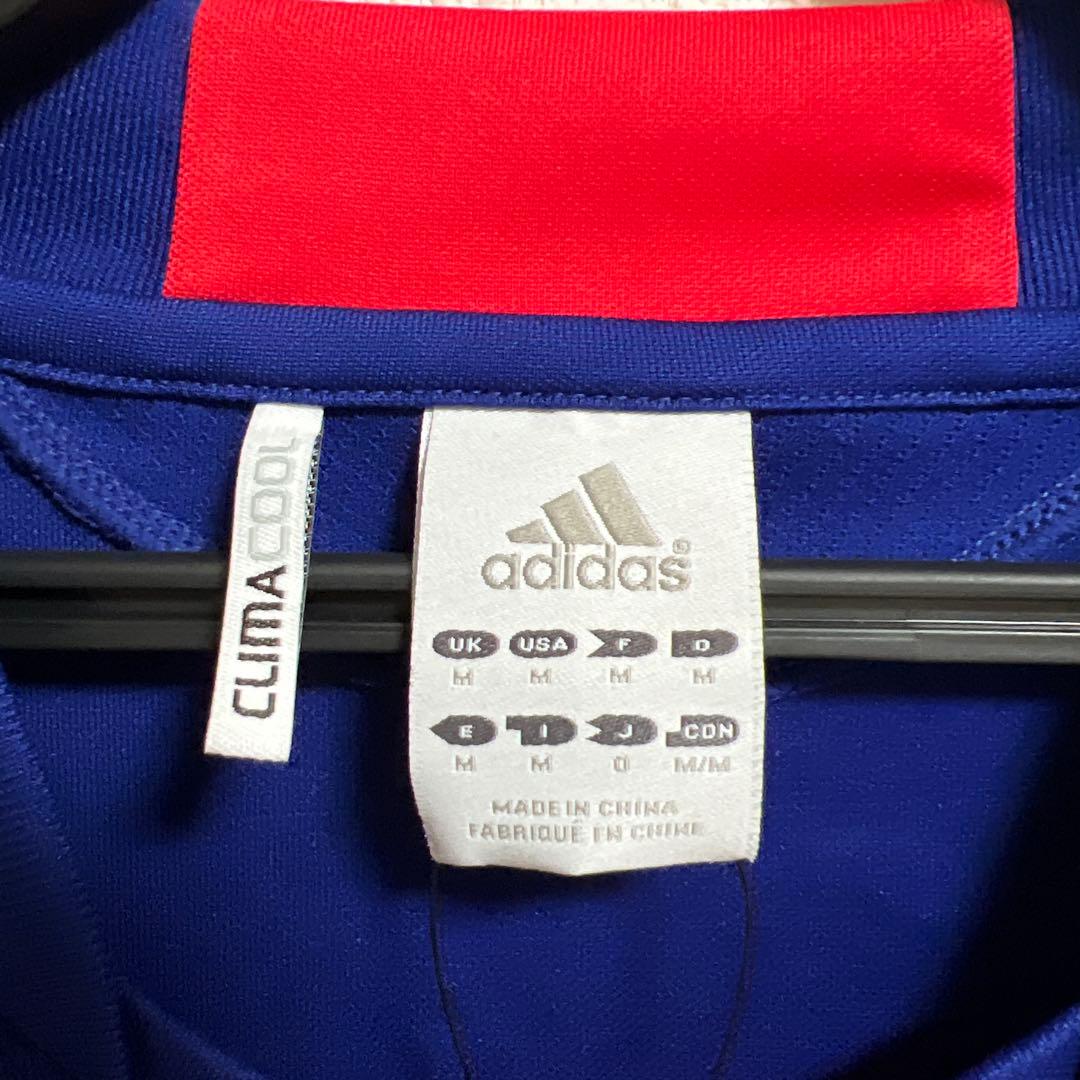 CLIMACOOL
adidas®
UK USA F D
M M M M
E I J CDN
M M O M/M
MADE IN CHINA
FABRIQUÉ EN CHINE